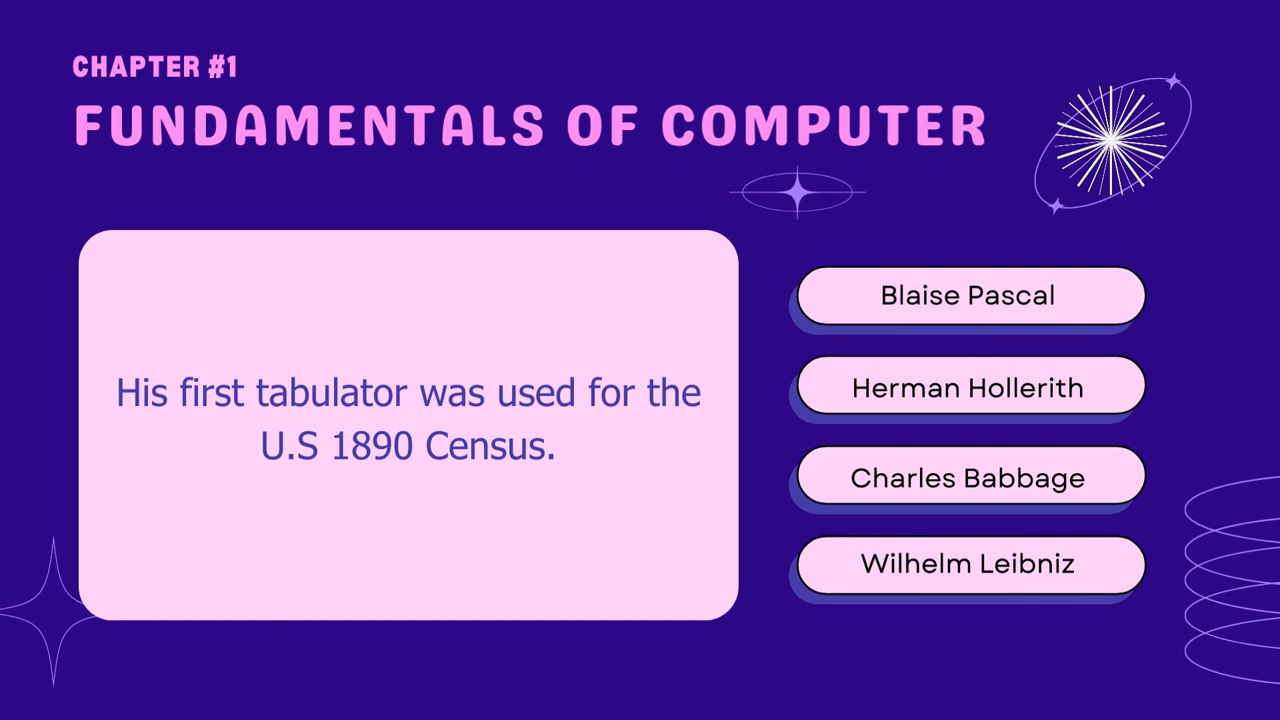 CHAPTER #1
FUNDAMENTALS OF COMPUTER
His first tabulator was used for the
U.S 1890 Census.
Blaise Pascal
Herman Hollerith
Charles Babbage
Wilhelm Leibniz